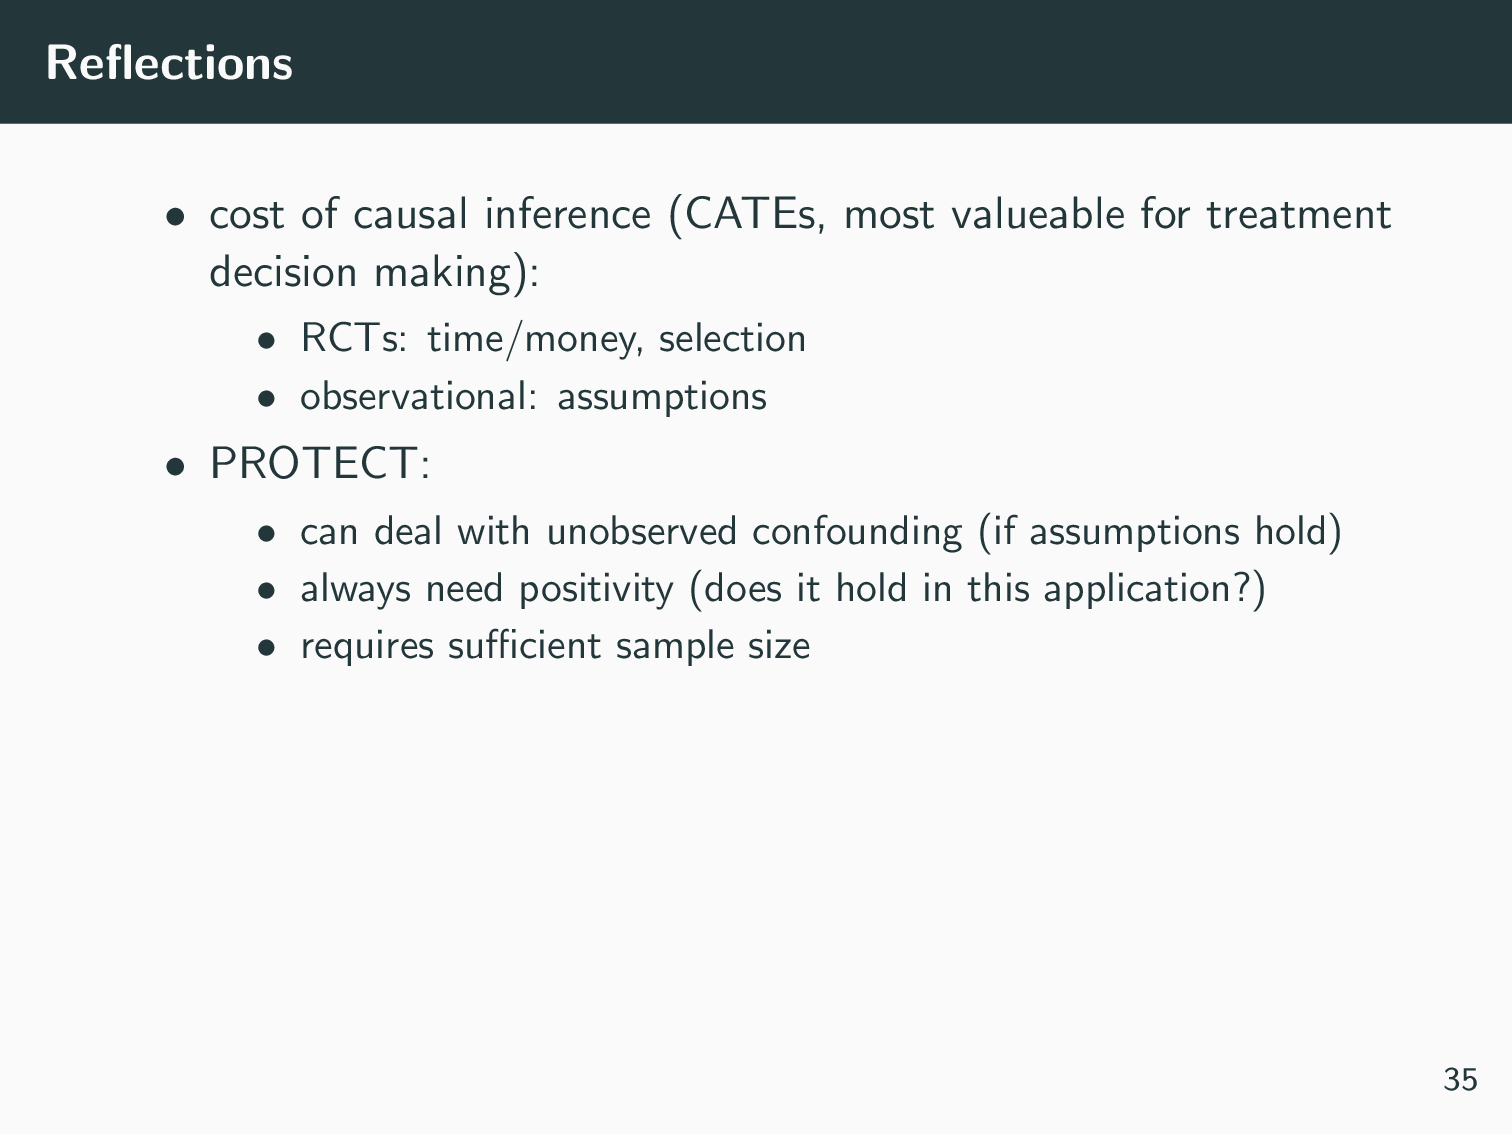 Reflections
• cost of causal inference (CATEs, most valueable for treatment
decision making):
• RCTs: time/money, selection
• observational: assumptions
• PROTECT:
• can deal with unobserved confounding (if assumptions hold)
• always need positivity (does it hold in this application?)
• requires sufficient sample size
35